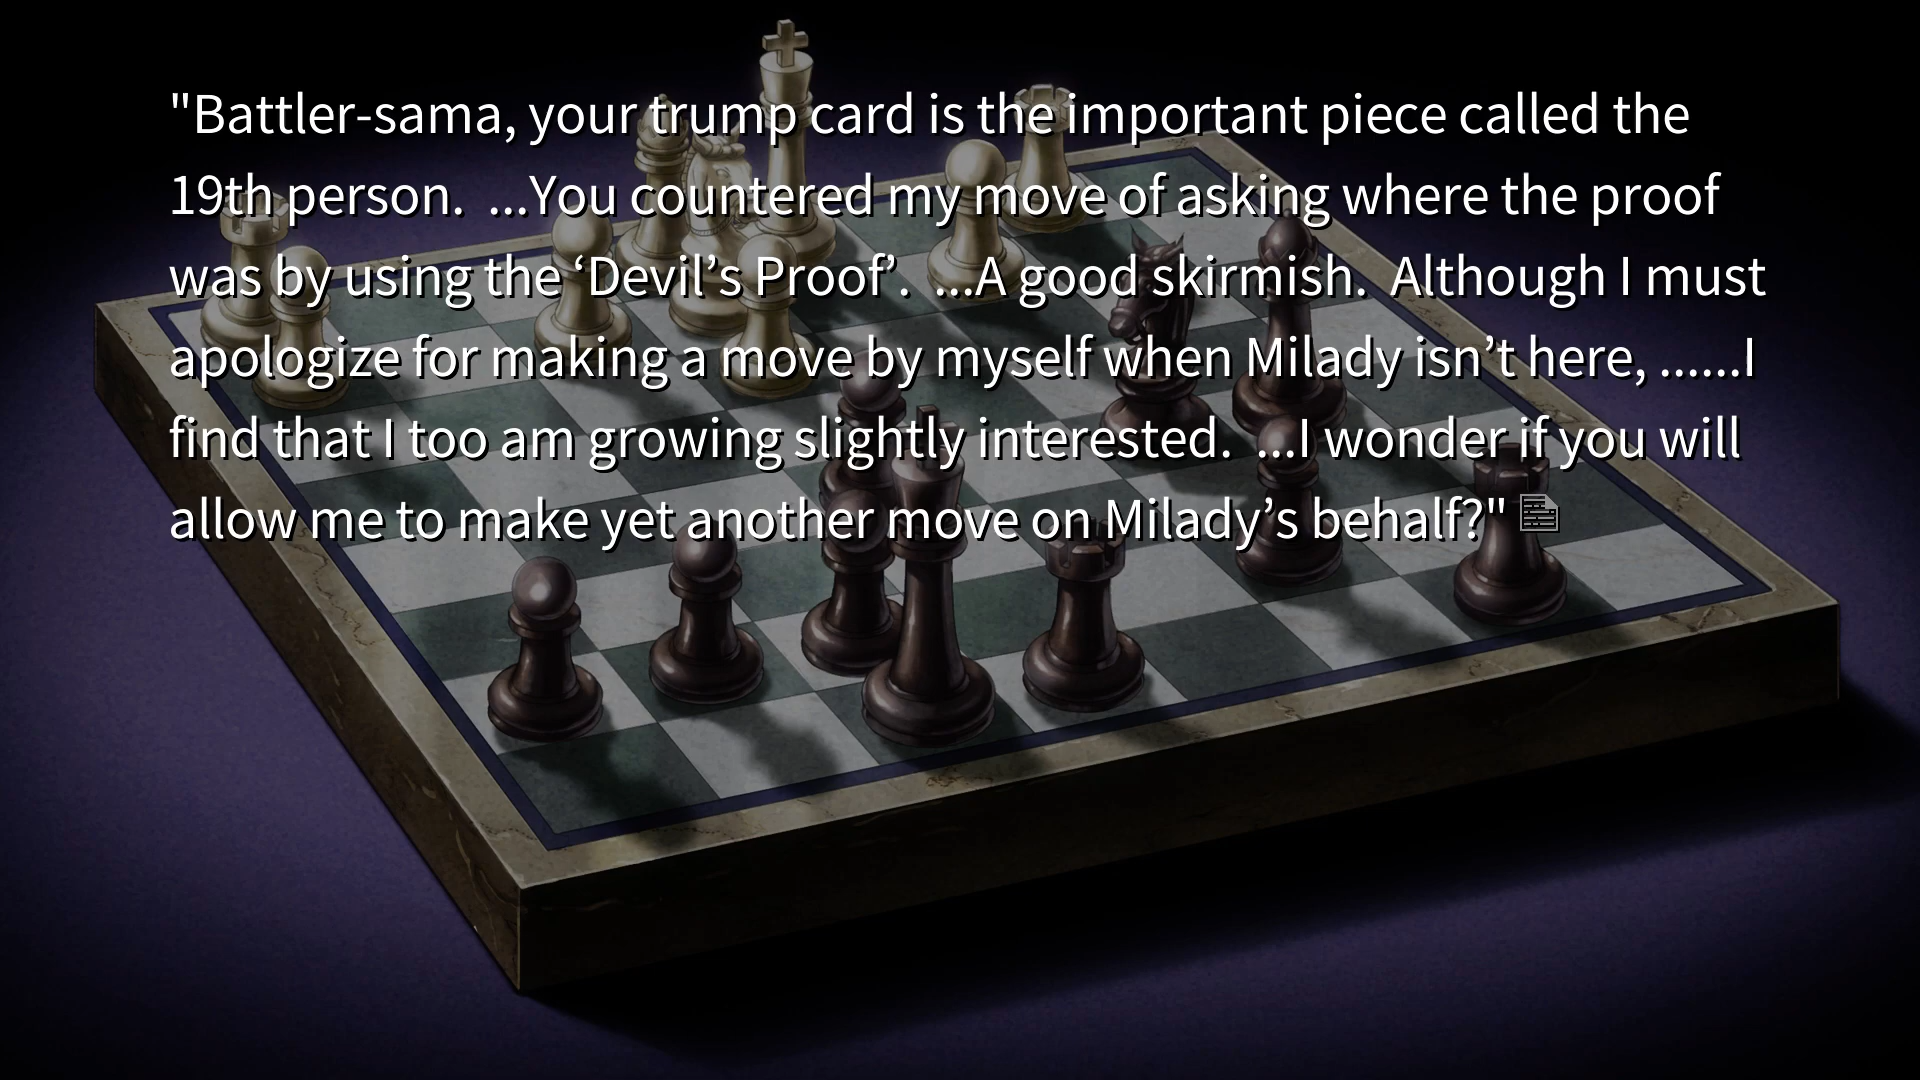 "Battler-sama, your trump card is the important piece called the
19th person.  ...You countered my move of asking where the proof
was by using the ‘Devil’s Proof’.  ...A good skirmish.  Although I must
apologize for making a move by myself when Milady isn’t here, ......I
find that I too am growing slightly interested.  ...I wonder if you will
allow me to make yet another move on Milady’s behalf?"